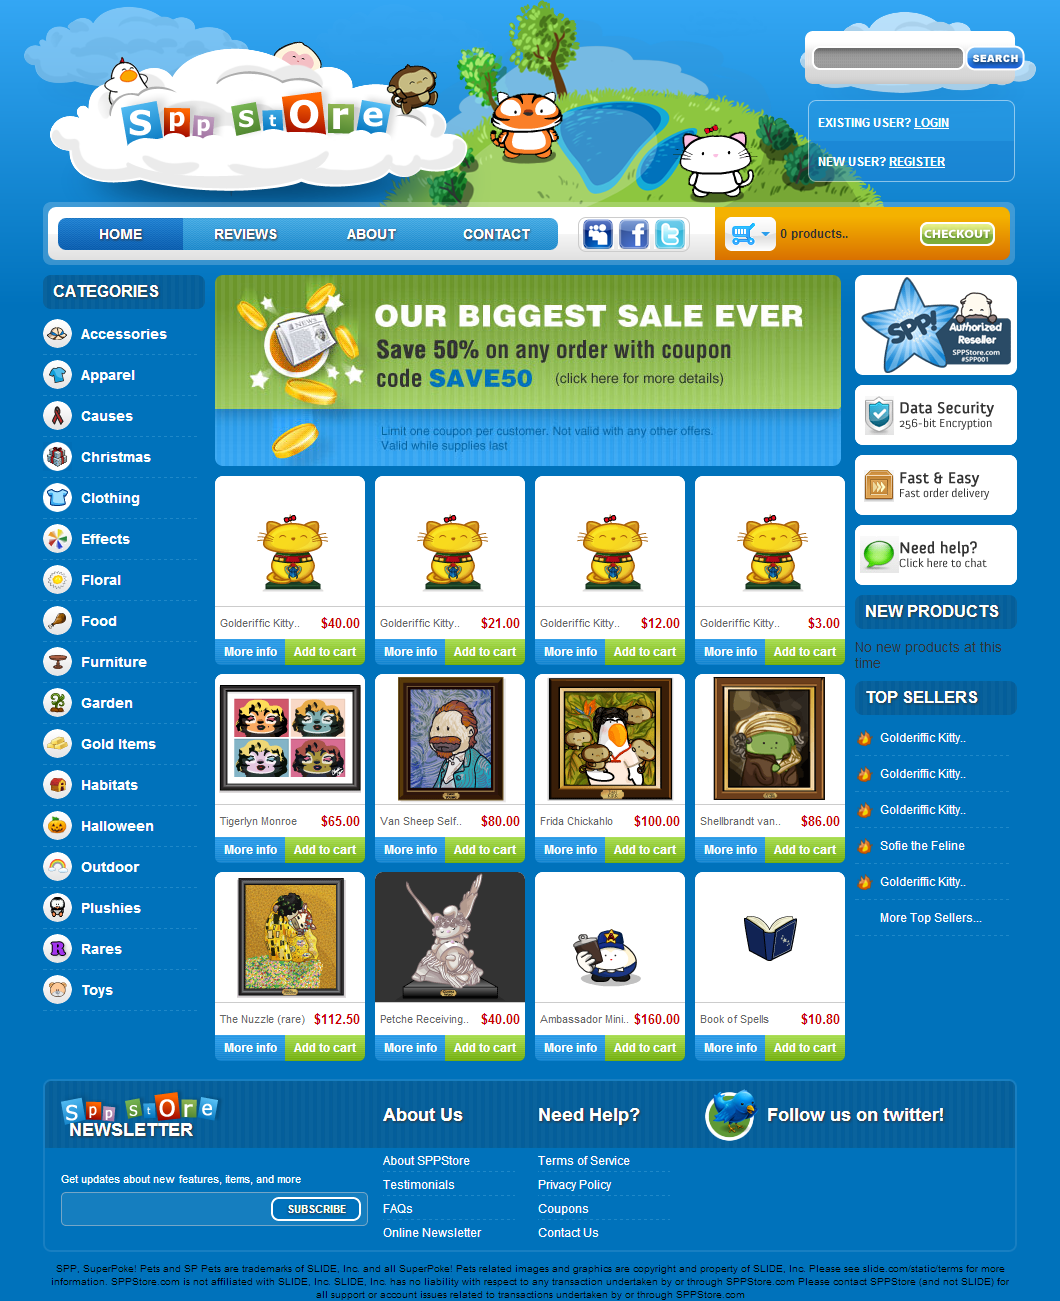 Spp stOre
SEARCH
EXISTING USER? LOGIN
NEW USER? REGISTER
HOME REVIEWS ABOUT CONTACT
0 products..
CHECKOUT
CATEGORIES
Accessories
Apparel
Causes
Christmas
Clothing
Effects
Floral
Food
Furniture
Garden
Gold Items
Habitats
Halloween
Outdoor
Plushies
Rares
Toys
NEWS
OUR BIGGEST SALE EVER
Save 50% on any order with coupon
code SAVE50 (click here for more details)
Limit one coupon per customer. Not valid with any other offers.
Valid while supplies last
Golderiffic Kitty.. $40.00
More info Add to cart
Golderiffic Kitty.. $21.00
More info Add to cart
Golderiffic Kitty.. $12.00
More info Add to cart
Golderiffic Kitty.. $3.00
More info Add to cart
Tigerlyn Monroe $65.00
More info Add to cart
Van Sheep Self.. $80.00
More info Add to cart
Frida Chickahlo $100.00
More info Add to cart
Shellbrandt van.. $86.00
More info Add to cart
The Nuzzle (rare) $112.50
More info Add to cart
Petche Receiving.. $40.00
More info Add to cart
Ambassador Mini.. $160.00
More info Add to cart
Book of Spells $10.80
More info Add to cart
SPP!
Authorized
Reseller
SPPStore.com
#SPP001
Data Security
256-bit Encryption
Fast & Easy
Fast order delivery
Need help?
Click here to chat
NEW PRODUCTS
No new products at this
time
TOP SELLERS
Golderiffic Kitty..
Golderiffic Kitty..
Golderiffic Kitty..
Sofie the Feline
Golderiffic Kitty..
More Top Sellers...
Spp stOre
NEWSLETTER
Get updates about new features, items, and more
SUBSCRIBE
About Us
About SPPStore
Testimonials
FAQs
Online Newsletter
Need Help?
Terms of Service
Privacy Policy
Coupons
Contact Us
Follow us on twitter!
SPP, SuperPoke! Pets and SP Pets are trademarks of SLIDE, Inc. and all SuperPoke! Pets related images and graphics are copyright and property of SLIDE, Inc. Please see slide.com/static/terms for more
information. SPPStore.com is not affiliated with SLIDE, Inc. SLIDE, Inc. has no liability with respect to any transaction undertaken by or through SPPStore.com Please contact SPPStore (and not SLIDE) for
all support or account issues related to transactions undertaken by or through SPPStore.com